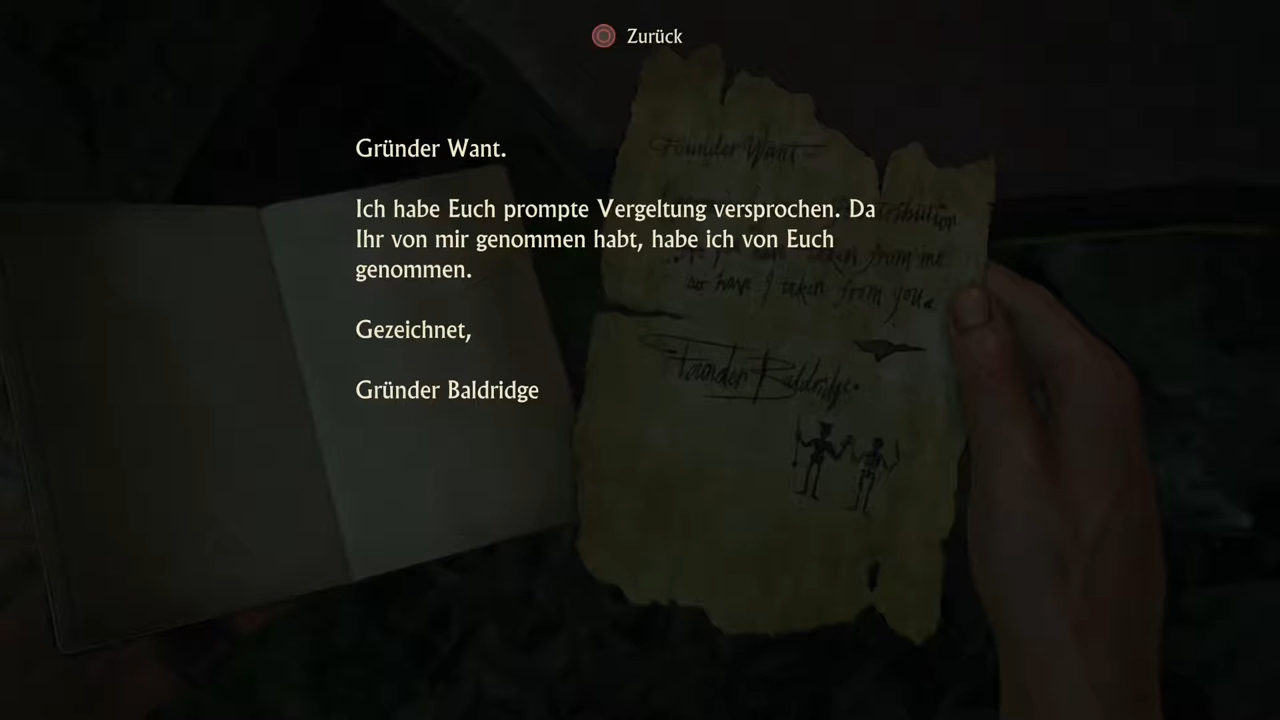 Zurück
Gründer Want.
Ich habe Euch prompte Vergeltung versprochen. Da
Ihr von mir genommen habt, habe ich von Euch
genommen.
Gezeichnet,
Gründer Baldridge
Founder Want
from me
so have I taken from you.
Founder Baldridge.